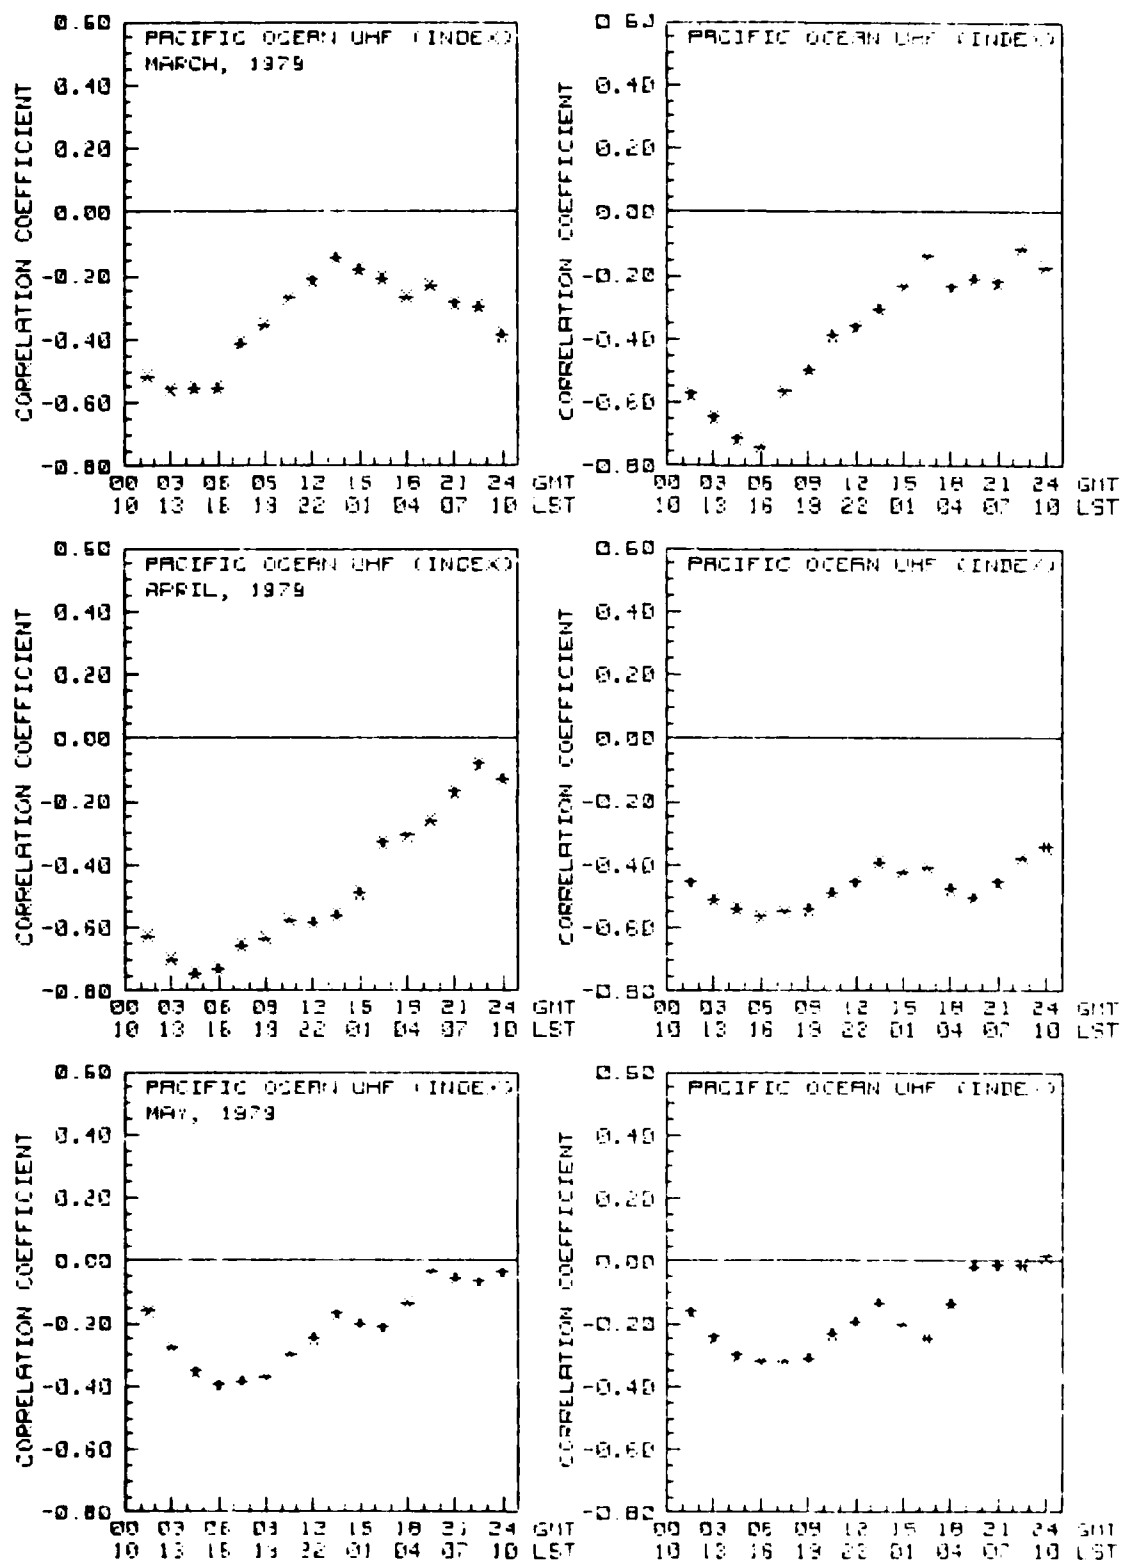 0.60
PACIFIC OCEAN UHF (INDEX)
MARCH, 1979
0.40
0.20
0.00
-0.20
-0.40
-0.60
-0.80
CORRELATION COEFFICIENT
00 03 06 09 12 15 18 21 24 GMT
10 13 16 19 22 01 04 07 10 LST
0.60
PACIFIC OCEAN UHF (INDEX)
0.40
0.20
0.00
-0.20
-0.40
-0.60
-0.80
CORRELATION COEFFICIENT
00 03 06 09 12 15 18 21 24 GMT
10 13 16 19 22 01 04 07 10 LST
0.60
PACIFIC OCEAN UHF (INDEX)
APRIL, 1979
0.40
0.20
0.00
-0.20
-0.40
-0.60
-0.80
CORRELATION COEFFICIENT
00 03 06 09 12 15 18 21 24 GMT
10 13 16 19 22 01 04 07 10 LST
0.60
PACIFIC OCEAN UHF (INDEX)
0.40
0.20
0.00
-0.20
-0.40
-0.60
-0.80
CORRELATION COEFFICIENT
00 03 06 09 12 15 18 21 24 GMT
10 13 16 19 22 01 04 07 10 LST
0.60
PACIFIC OCEAN UHF (INDEX)
MAY, 1979
0.40
0.20
0.00
-0.20
-0.40
-0.60
-0.80
CORRELATION COEFFICIENT
00 03 06 09 12 15 18 21 24 GMT
10 13 16 19 22 01 04 07 10 LST
0.60
PACIFIC OCEAN UHF (INDEX)
0.40
0.20
0.00
-0.20
-0.40
-0.60
-0.80
CORRELATION COEFFICIENT
00 03 06 09 12 15 18 21 24 GMT
10 13 16 19 22 01 04 07 10 LST